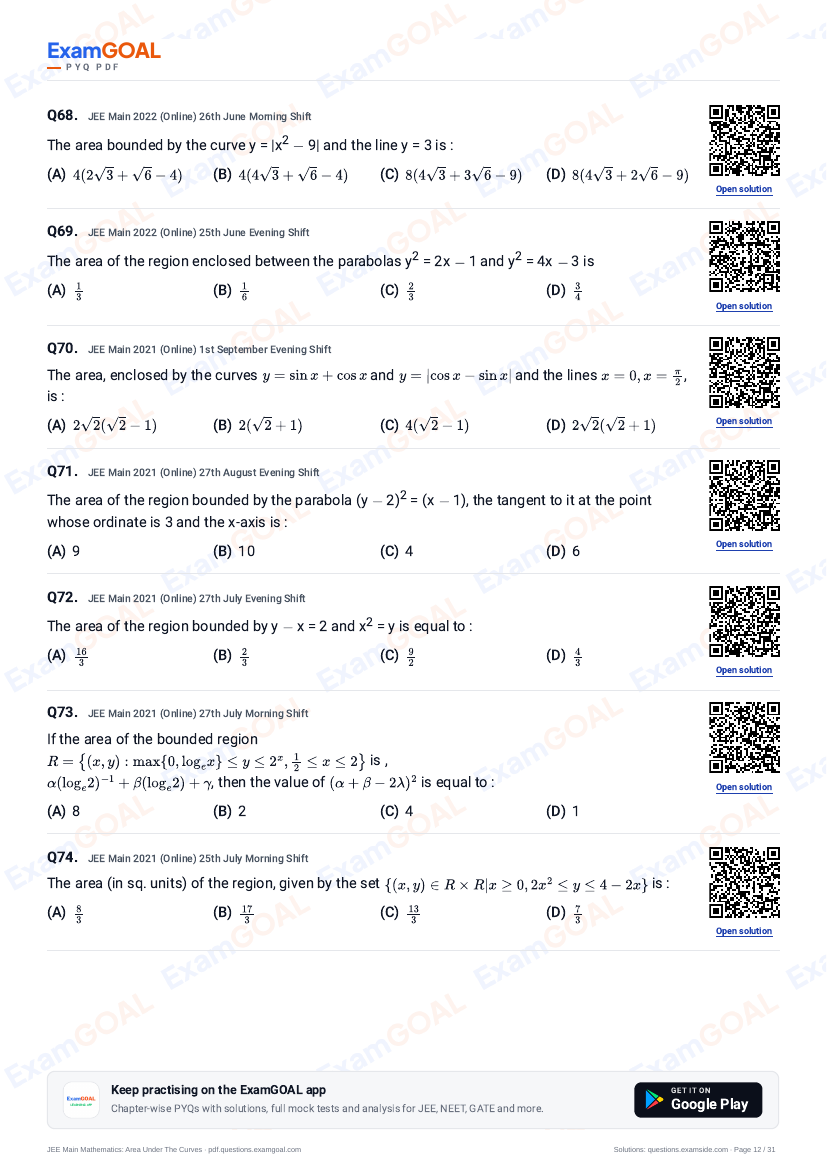 ExamGOAL
PYQ PDF
Q68. JEE Main 2022 (Online) 26th June Morning Shift
The area bounded by the curve y = |x² − 9| and the line y = 3 is :
(A) 4(2√3 + √6 − 4) (B) 4(4√3 + √6 − 4) (C) 8(4√3 + 3√6 − 9) (D) 8(4√3 + 2√6 − 9)
Open solution
Q69. JEE Main 2022 (Online) 25th June Evening Shift
The area of the region enclosed between the parabolas y² = 2x − 1 and y² = 4x − 3 is
(A) 1/3 (B) 1/6 (C) 2/3 (D) 3/4
Open solution
Q70. JEE Main 2021 (Online) 1st September Evening Shift
The area, enclosed by the curves y = sin x + cos x and y = |cos x − sin x| and the lines x = 0, x = π/2,
is :
(A) 2√2(√2 − 1) (B) 2(√2 + 1) (C) 4(√2 − 1) (D) 2√2(√2 + 1)
Open solution
Q71. JEE Main 2021 (Online) 27th August Evening Shift
The area of the region bounded by the parabola (y − 2)² = (x − 1), the tangent to it at the point
whose ordinate is 3 and the x-axis is :
(A) 9 (B) 10 (C) 4 (D) 6
Open solution
Q72. JEE Main 2021 (Online) 27th July Evening Shift
The area of the region bounded by y − x = 2 and x² = y is equal to :
(A) 16/3 (B) 2/3 (C) 9/2 (D) 4/3
Open solution
Q73. JEE Main 2021 (Online) 27th July Morning Shift
If the area of the bounded region
R = {(x, y) : max{0, logₑx} ≤ y ≤ 2ˣ, 1/2 ≤ x ≤ 2} is ,
α(logₑ2)⁻¹ + β(logₑ2) + γ, then the value of (α + β − 2λ)² is equal to :
(A) 8 (B) 2 (C) 4 (D) 1
Open solution
Q74. JEE Main 2021 (Online) 25th July Morning Shift
The area (in sq. units) of the region, given by the set {(x, y) ∈ R × R|x ≥ 0, 2x² ≤ y ≤ 4 − 2x} is :
(A) 8/3 (B) 17/3 (C) 13/3 (D) 7/3
Open solution
Keep practising on the ExamGOAL app
Chapter-wise PYQs with solutions, full mock tests and analysis for JEE, NEET, GATE and more.
GET IT ON
Google Play
JEE Main Mathematics: Area Under The Curves · pdf.questions.examgoal.com
Solutions: questions.examside.com · Page 12 / 31